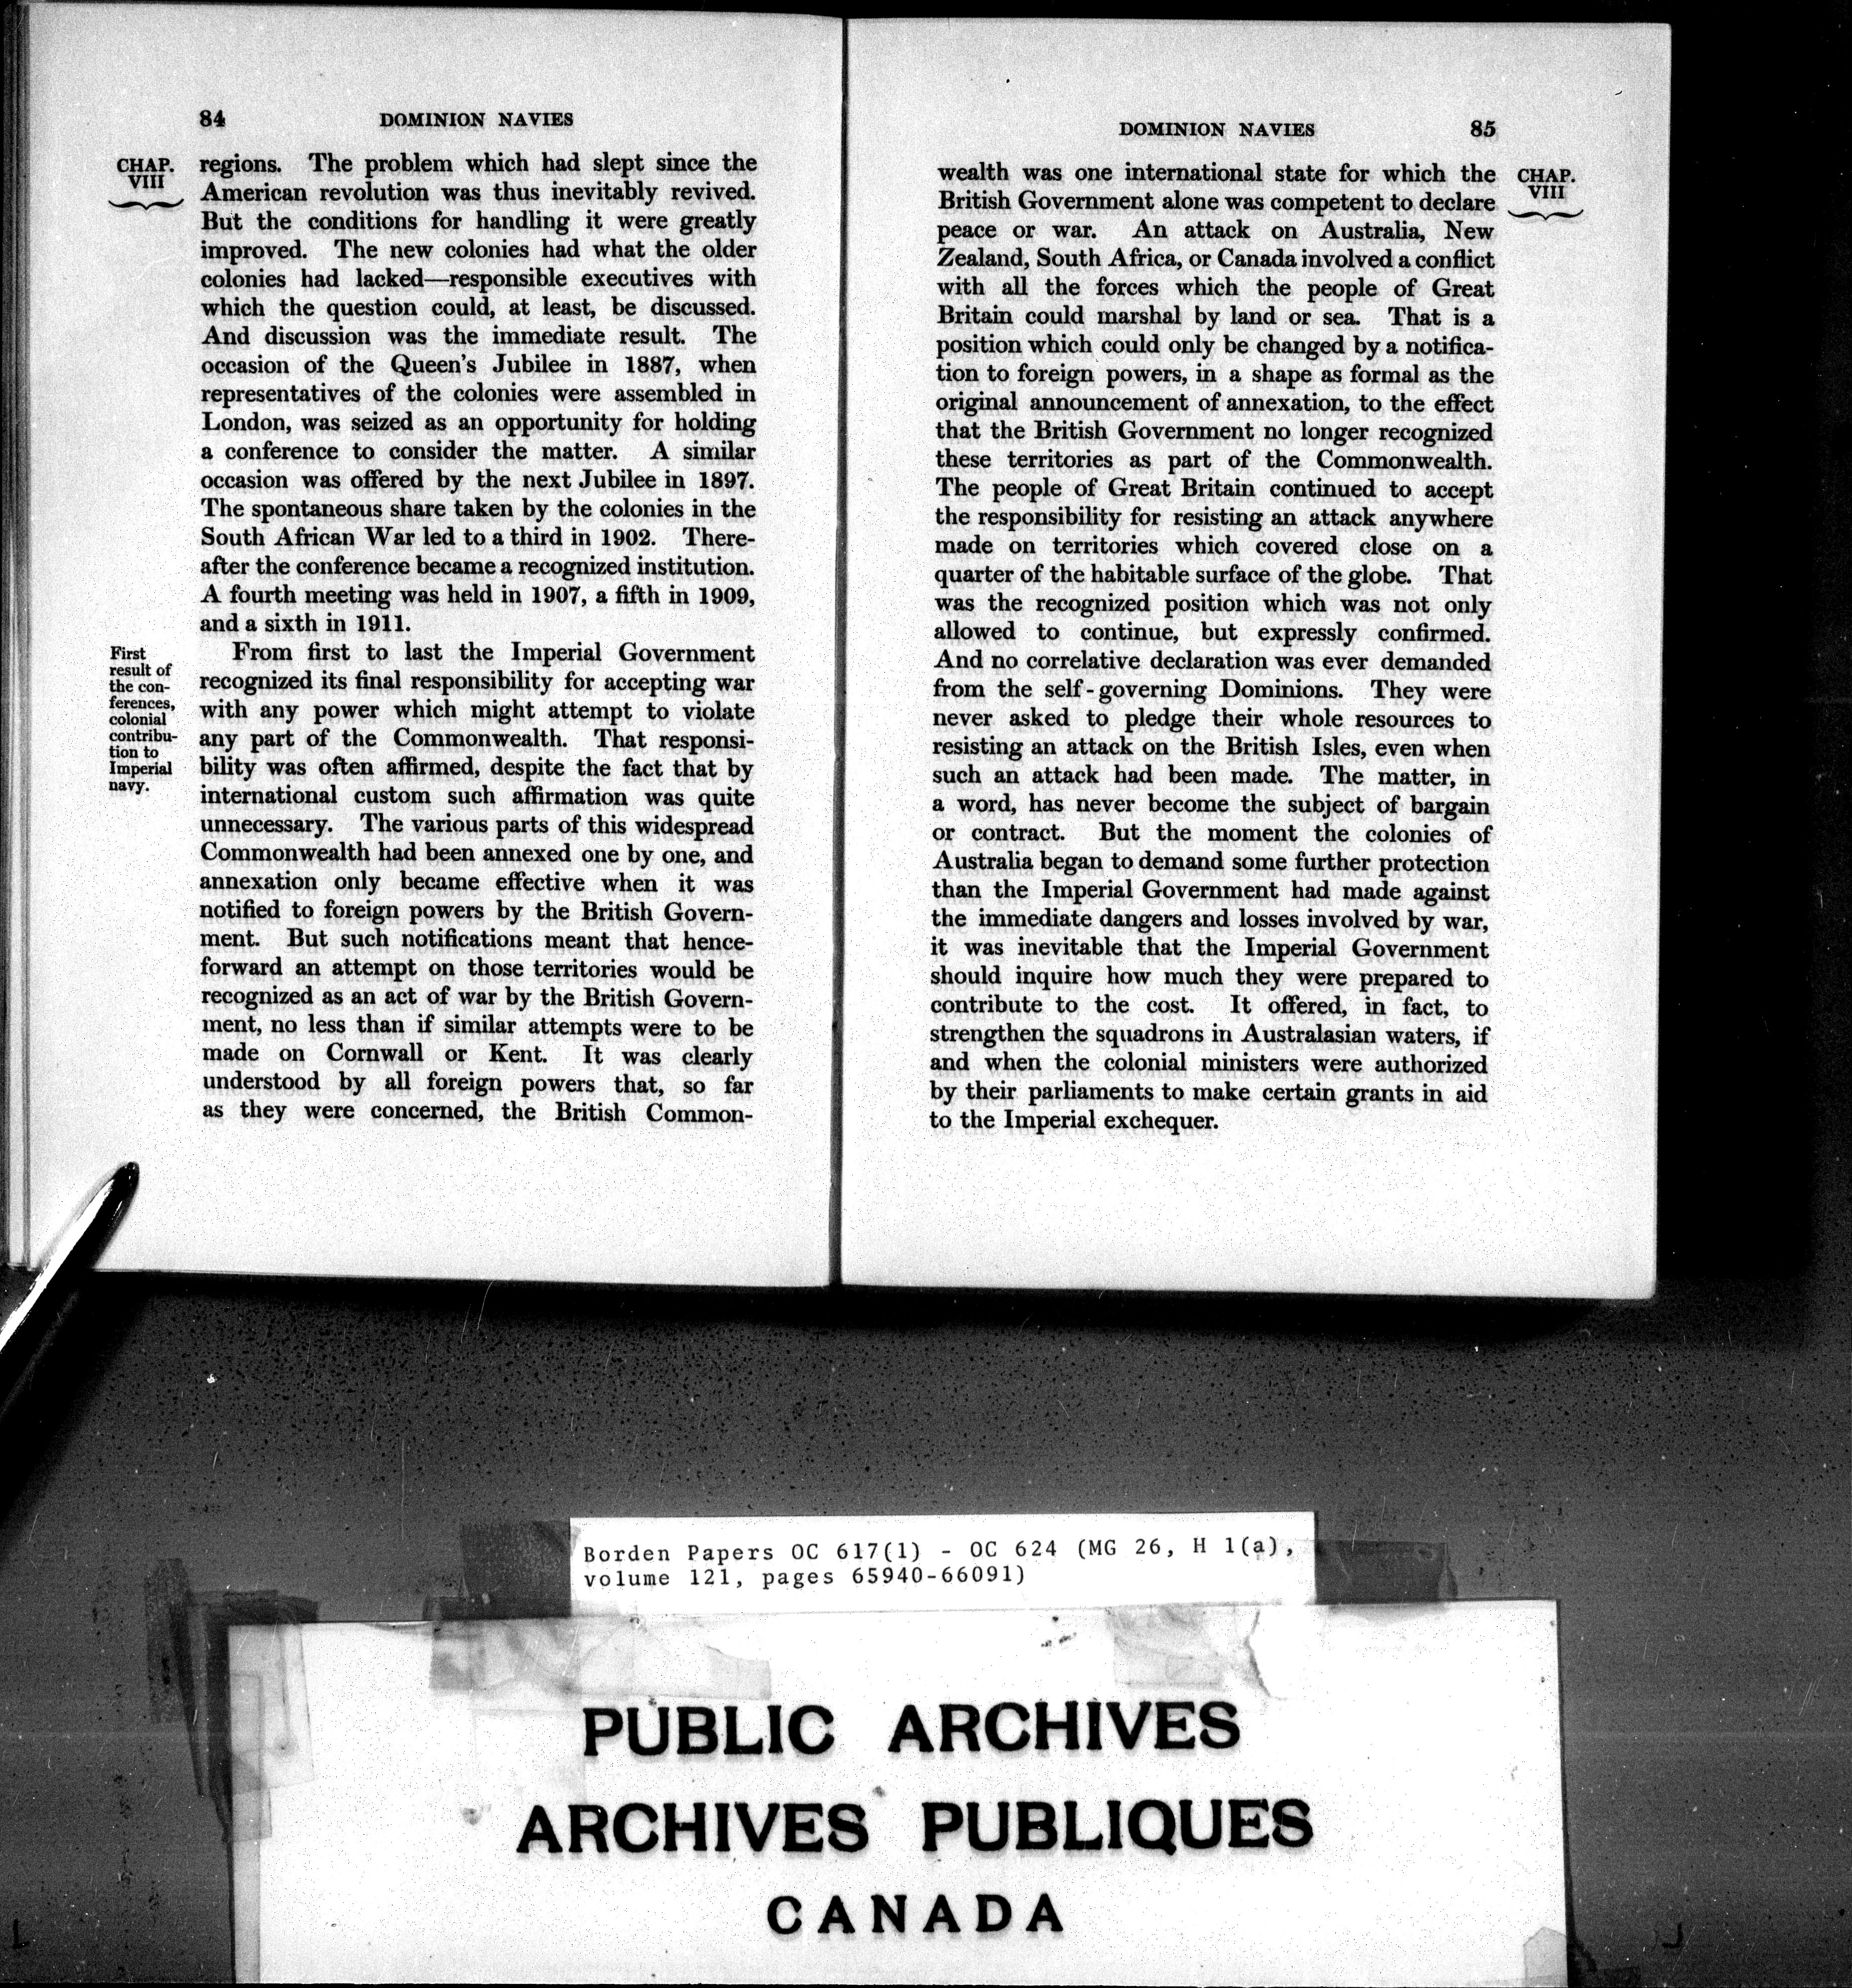 84 DOMINION NAVIES
CHAP.
VIII
regions. The problem which had slept since the
American revolution was thus inevitably revived.
But the conditions for handling it were greatly
improved. The new colonies had what the older
colonies had lacked—responsible executives with
which the question could, at least, be discussed.
And discussion was the immediate result. The
occasion of the Queen's Jubilee in 1887, when
representatives of the colonies were assembled in
London, was seized as an opportunity for holding
a conference to consider the matter. A similar
occasion was offered by the next Jubilee in 1897.
The spontaneous share taken by the colonies in the
South African War led to a third in 1902. There-
after the conference became a recognized institution.
A fourth meeting was held in 1907, a fifth in 1909,
and a sixth in 1911.
First
result of
the con-
ferences,
colonial
contribu-
tion to
Imperial
navy.
From first to last the Imperial Government
recognized its final responsibility for accepting war
with any power which might attempt to violate
any part of the Commonwealth. That responsi-
bility was often affirmed, despite the fact that by
international custom such affirmation was quite
unnecessary. The various parts of this widespread
Commonwealth had been annexed one by one, and
annexation only became effective when it was
notified to foreign powers by the British Govern-
ment. But such notifications meant that hence-
forward an attempt on those territories would be
recognized as an act of war by the British Govern-
ment, no less than if similar attempts were to be
made on Cornwall or Kent. It was clearly
understood by all foreign powers that, so far
as they were concerned, the British Common-
DOMINION NAVIES 85
CHAP.
VIII
wealth was one international state for which the
British Government alone was competent to declare
peace or war. An attack on Australia, New
Zealand, South Africa, or Canada involved a conflict
with all the forces which the people of Great
Britain could marshal by land or sea. That is a
position which could only be changed by a notifica-
tion to foreign powers, in a shape as formal as the
original announcement of annexation, to the effect
that the British Government no longer recognized
these territories as part of the Commonwealth.
The people of Great Britain continued to accept
the responsibility for resisting an attack anywhere
made on territories which covered close on a
quarter of the habitable surface of the globe. That
was the recognized position which was not only
allowed to continue, but expressly confirmed.
And no correlative declaration was ever demanded
from the self-governing Dominions. They were
never asked to pledge their whole resources to
resisting an attack on the British Isles, even when
such an attack had been made. The matter, in
a word, has never become the subject of bargain
or contract. But the moment the colonies of
Australia began to demand some further protection
than the Imperial Government had made against
the immediate dangers and losses involved by war,
it was inevitable that the Imperial Government
should inquire how much they were prepared to
contribute to the cost. It offered, in fact, to
strengthen the squadrons in Australasian waters, if
and when the colonial ministers were authorized
by their parliaments to make certain grants in aid
to the Imperial exchequer.
Borden Papers OC 617(1) - OC 624 (MG 26, H 1(a),
volume 121, pages 65940-66091)
PUBLIC ARCHIVES
ARCHIVES PUBLIQUES
CANADA